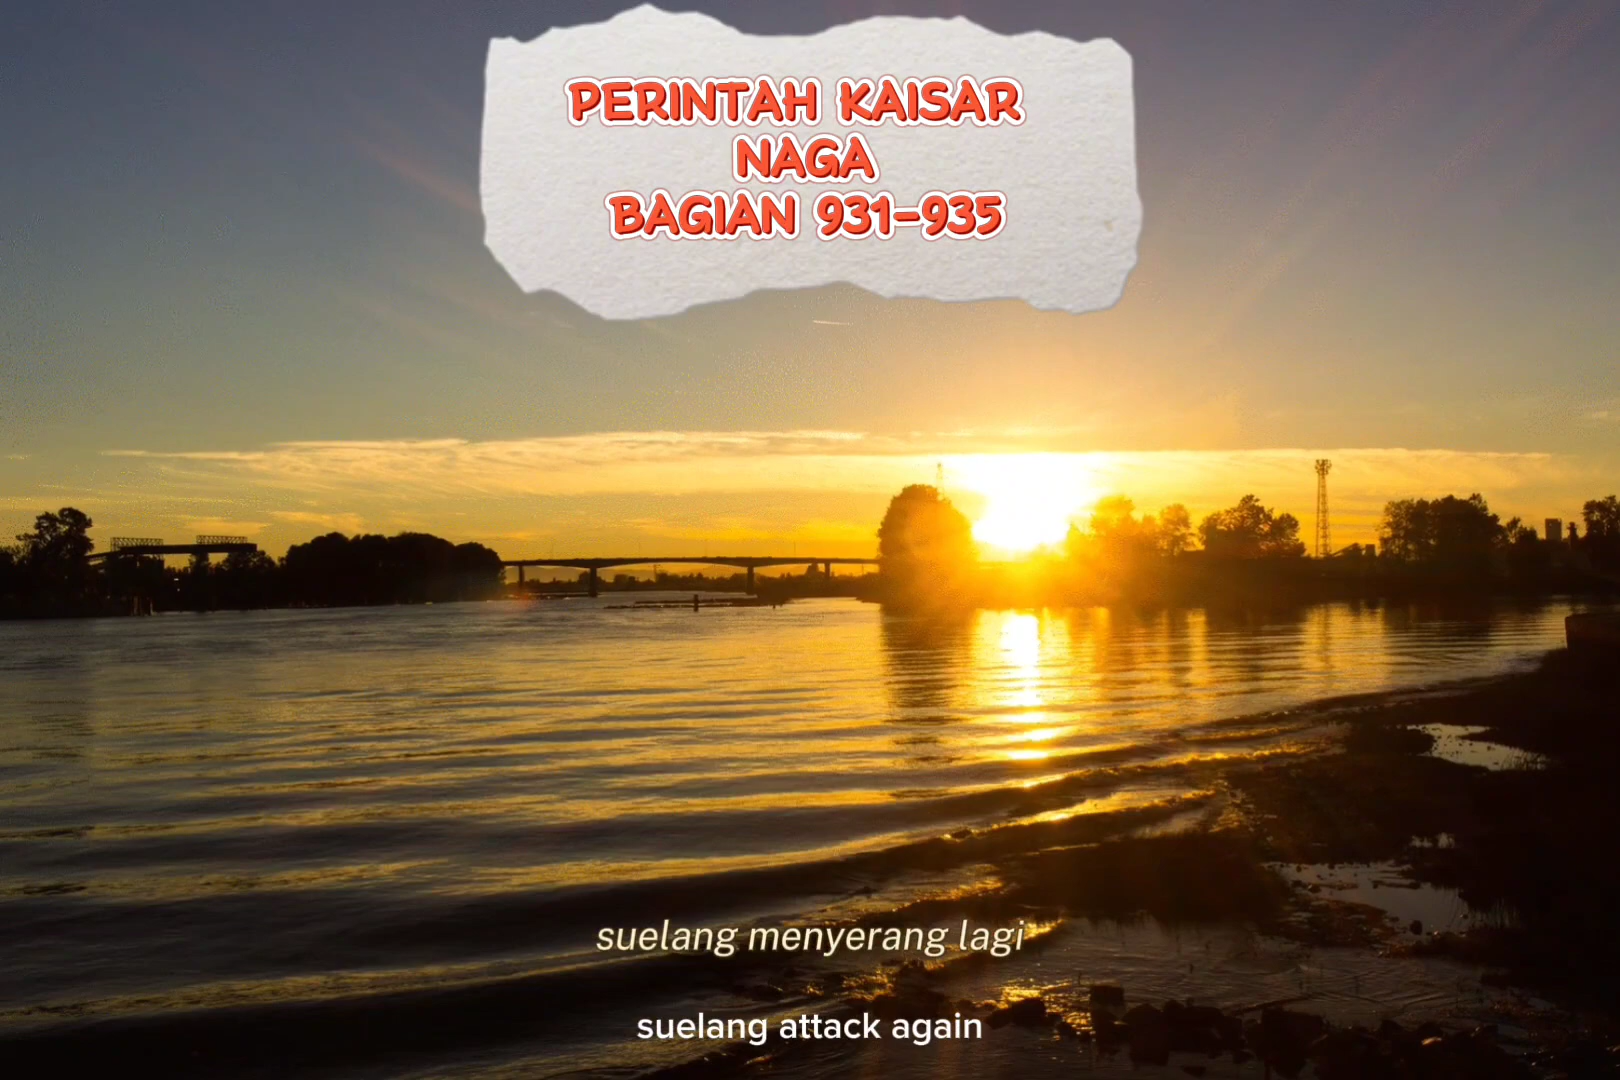 PERINTAH KAISAR
NAGA
BAGIAN 931-935
suelang menyerang lagi
suelang attack again